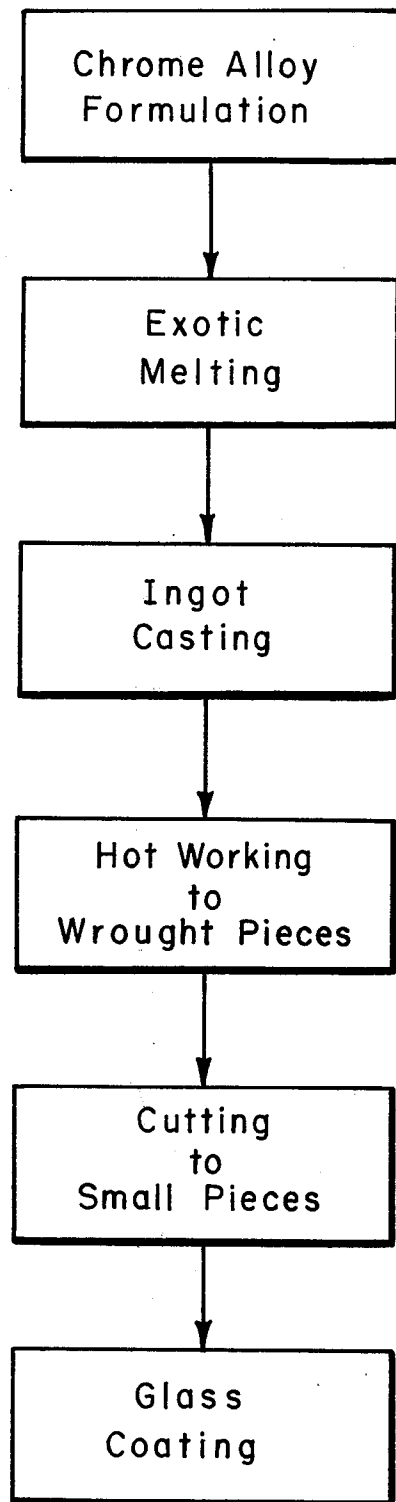 Chrome Alloy
Formulation
Exotic
Melting
Ingot
Casting
Hot Working
to
Wrought Pieces
Cutting
to
Small Pieces
Glass
Coating